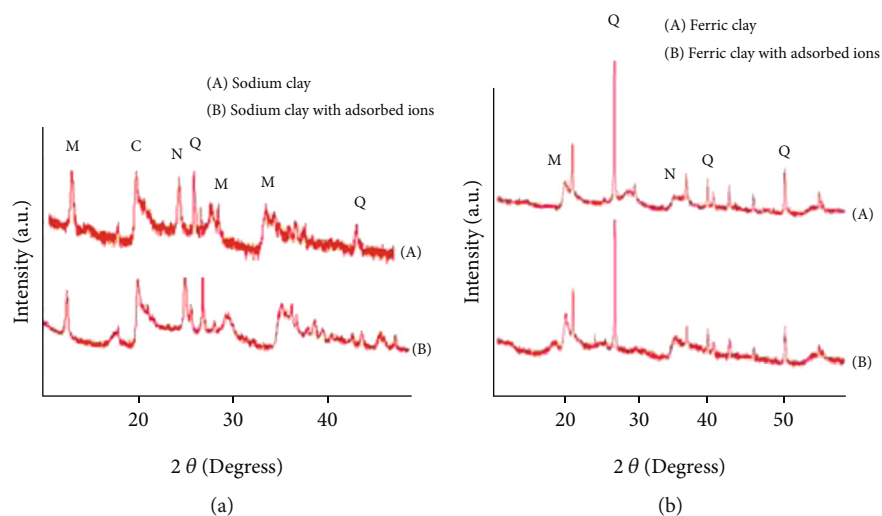 (A) Sodium clay
(B) Sodium clay with adsorbed ions
M
C
N
Q
M
M
Q
(A)
(B)
Intensity (a.u.)
20
30
40
2 θ (Degress)
(a)
(A) Ferric clay
(B) Ferric clay with adsorbed ions
Q
M
N
Q
Q
(A)
(B)
Intensity (a.u.)
20
30
40
50
2 θ (Degress)
(b)